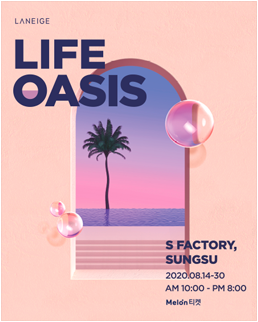 LANEIGE
LIFE
OASIS
S FACTORY,
SUNGSU
2020.08.14-30
AM 10:00 - PM 8:00
Melon티켓